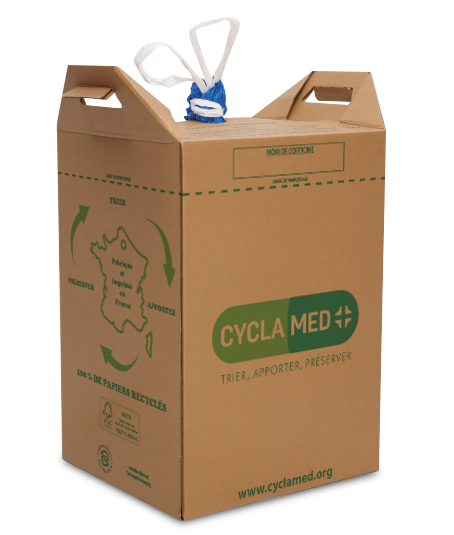 NOM DE L'OFFICINE
TRIER
Fabriqué
et
imprimé
en
France
PRÉSERVER
APPORTER
100 % DE PAPIERS RECYCLÉS
FSC
CYCLAMED
TRIER, APPORTER, PRÉSERVER
www.cyclamed.org